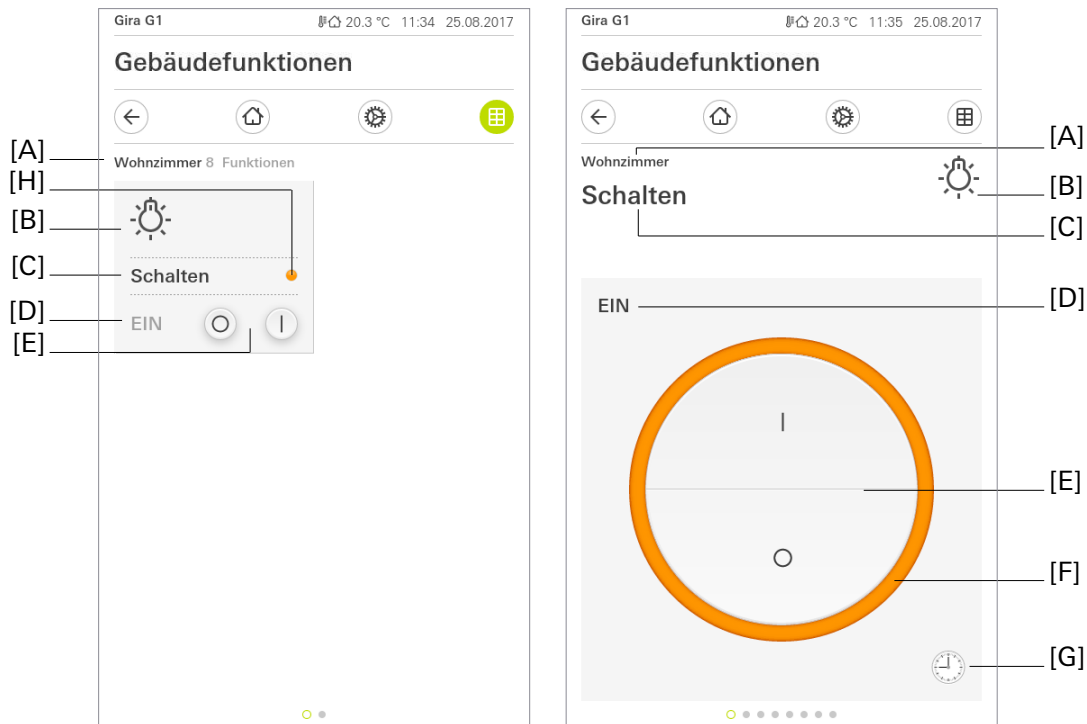 Gira G1 20.3 °C 11:34 25.08.2017
Gebäudefunktionen
[A] Wohnzimmer 8 Funktionen
[H]
[B]
[C] Schalten
[D] EIN
[E]
Gira G1 20.3 °C 11:35 25.08.2017
Gebäudefunktionen
[A]
Wohnzimmer
[B]
Schalten
[C]
EIN [D]
[E]
[F]
[G]